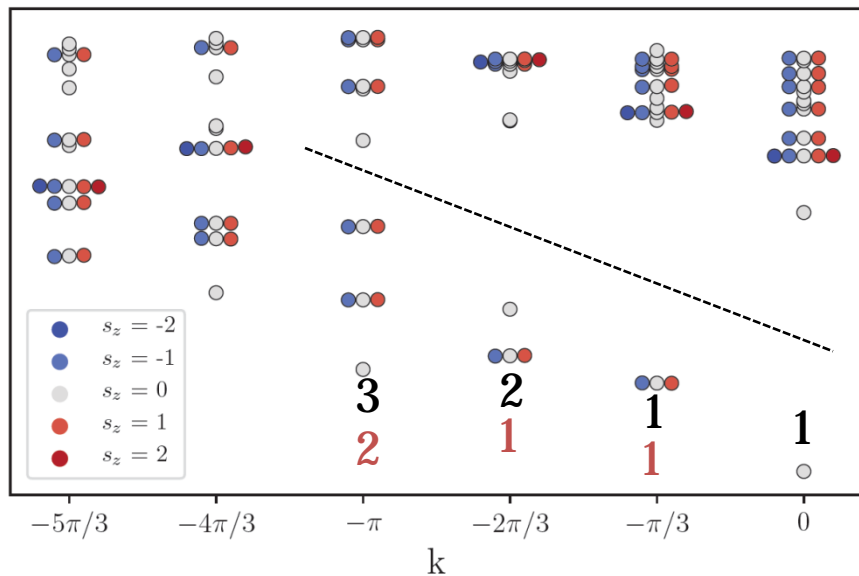 s_z = -2
s_z = -1
s_z = 0
s_z = 1
s_z = 2
3 2 1 1
2 1 1
−5π/3 −4π/3 −π −2π/3 −π/3 0
k